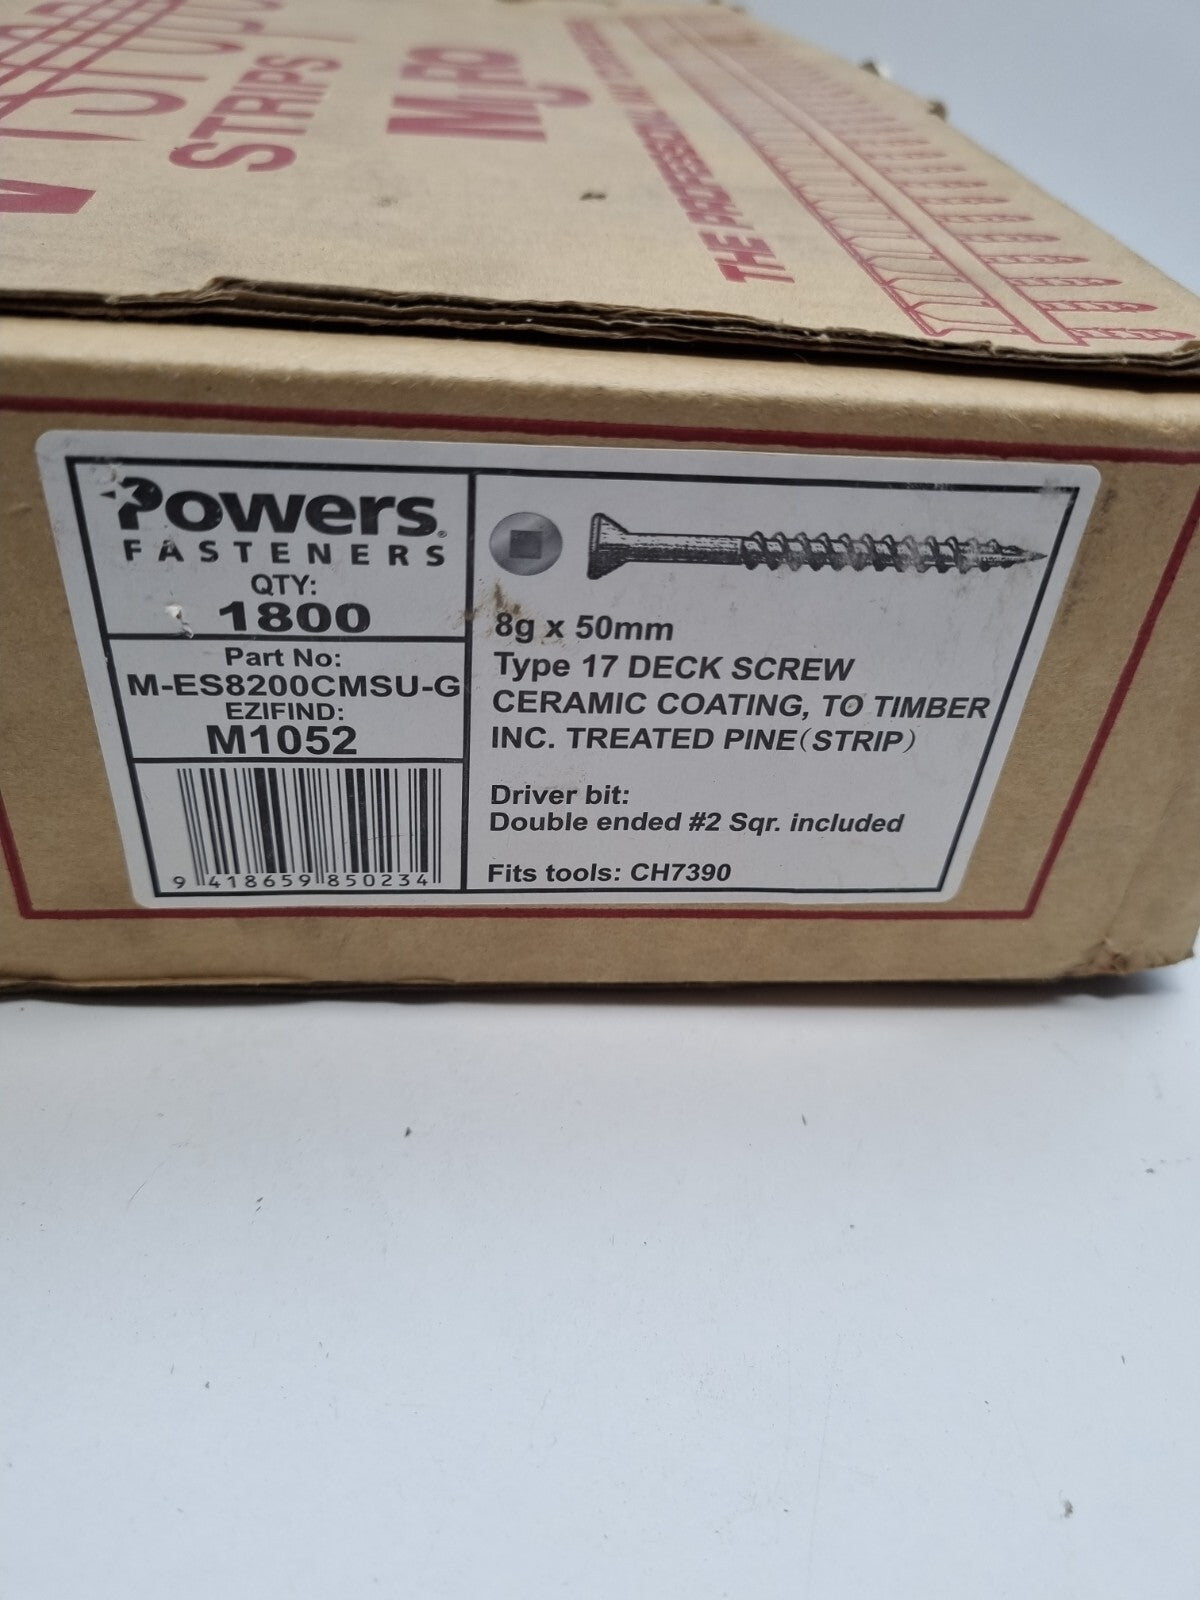 STRIPS
MURO
THE PROFESSIONAL
Powers®
FASTENERS
QTY:
1800
Part No:
M-ES8200CMSU-G
EZIFIND:
M1052
9 418659 850234
8g x 50mm
Type 17 DECK SCREW
CERAMIC COATING, TO TIMBER
INC. TREATED PINE(STRIP)
Driver bit:
Double ended #2 Sqr. included
Fits tools: CH7390